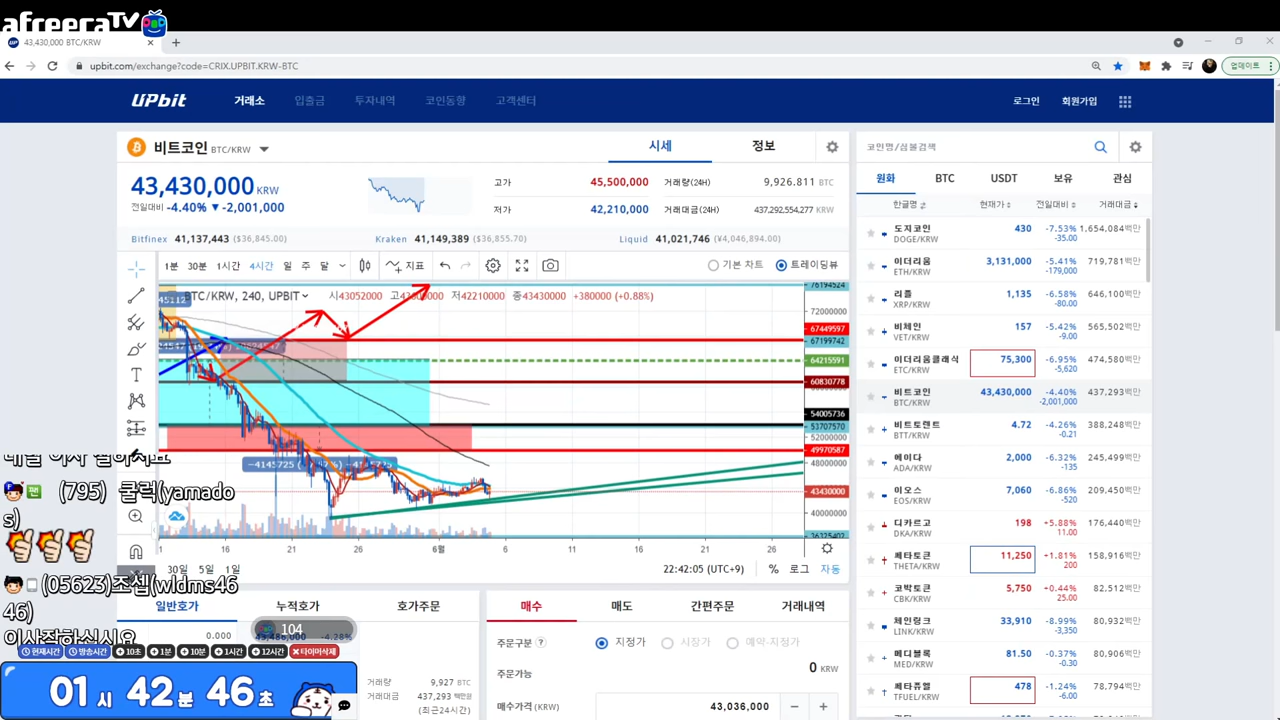 afreecaTV
43,430,000 BTC/KRW
upbit.com/exchange?code=CRIX.UPBIT.KRW-BTC
업데이트
UPbit 거래소 입출금 투자내역 코인동향 고객센터 로그인 회원가입
비트코인 BTC/KRW 시세 정보
43,430,000 KRW
전일대비 -4.40% ▼ -2,001,000
고가 45,500,000 거래량(24H) 9,926.811 BTC
저가 42,210,000 거래대금(24H) 437,292,554,277 KRW
Bitfinex 41,137,443 ($36,845.00) Kraken 41,149,389 ($36,855.70) Liquid 41,021,746 (¥4,046,894.00)
1분 30분 1시간 4시간 일 주 달 지표 기본 차트 트레이딩뷰
BTC/KRW, 240, UPBIT 저42210000 종43430000 +380000 (+0.88%)
시43052000
76194524
72000000
67449597
67199742
64215591
60830778
54005736
53707570
52000000
49970587
48000000
43430000
40000000
16 21 26 6월 6 11 16 21 26
30일 5일 1일 22:42:05 (UTC+9) % 로그 자동
일반호가 누적호가 호가주문
0.000
-4.28%
거래량 9,927 BTC
거래대금 437,293 백만원
(최근24시간)
매수 매도 간편주문 거래내역
주문구분 지정가 시장가 예약-지정가
주문가능 0 KRW
매수가격 (KRW) 43,036,000 − +
코인명/심볼검색
원화 BTC USDT 보유 관심
한글명 현재가 전일대비 거래대금
도지코인 430 -7.53% 1,654,084백만
DOGE/KRW -35.00
이더리움 3,131,000 -5.41% 719,781백만
ETH/KRW -179,000
리플 1,135 -6.58% 646,100백만
XRP/KRW -80.00
비체인 157 -5.42% 565,502백만
VET/KRW -9.00
이더리움클래식 75,300 -6.95% 474,580백만
ETC/KRW -5,620
비트코인 43,430,000 -4.40% 437,293백만
BTC/KRW -2,001,000
비트토렌트 4.72 -4.26% 388,248백만
BTT/KRW -0.21
에이다 2,000 -6.32% 245,499백만
ADA/KRW -135
이오스 7,060 -6.86% 209,450백만
EOS/KRW -520
디카르고 198 +5.88% 176,440백만
DKA/KRW 11.00
쎄타토큰 11,250 +1.81% 158,916백만
THETA/KRW 200
코박토큰 5,750 +0.44% 82,512백만
CBK/KRW 25.00
체인링크 33,910 -8.99% 80,932백만
LINK/KRW -3,350
메디블록 81.50 -0.37% 80,906백만
MED/KRW -0.30
쎄타퓨엘 478 -1.24% 78,794백만
TFUEL/KRW -6.00
팬 (795) 쿨럭(yamado
s)
(05623)조셉(wldms46
46)
이사잘하십시요
104
현재시간 방송시간 +10초 +1분 +10분 +1시간 +12시간 타이머삭제
01시 42분 46초